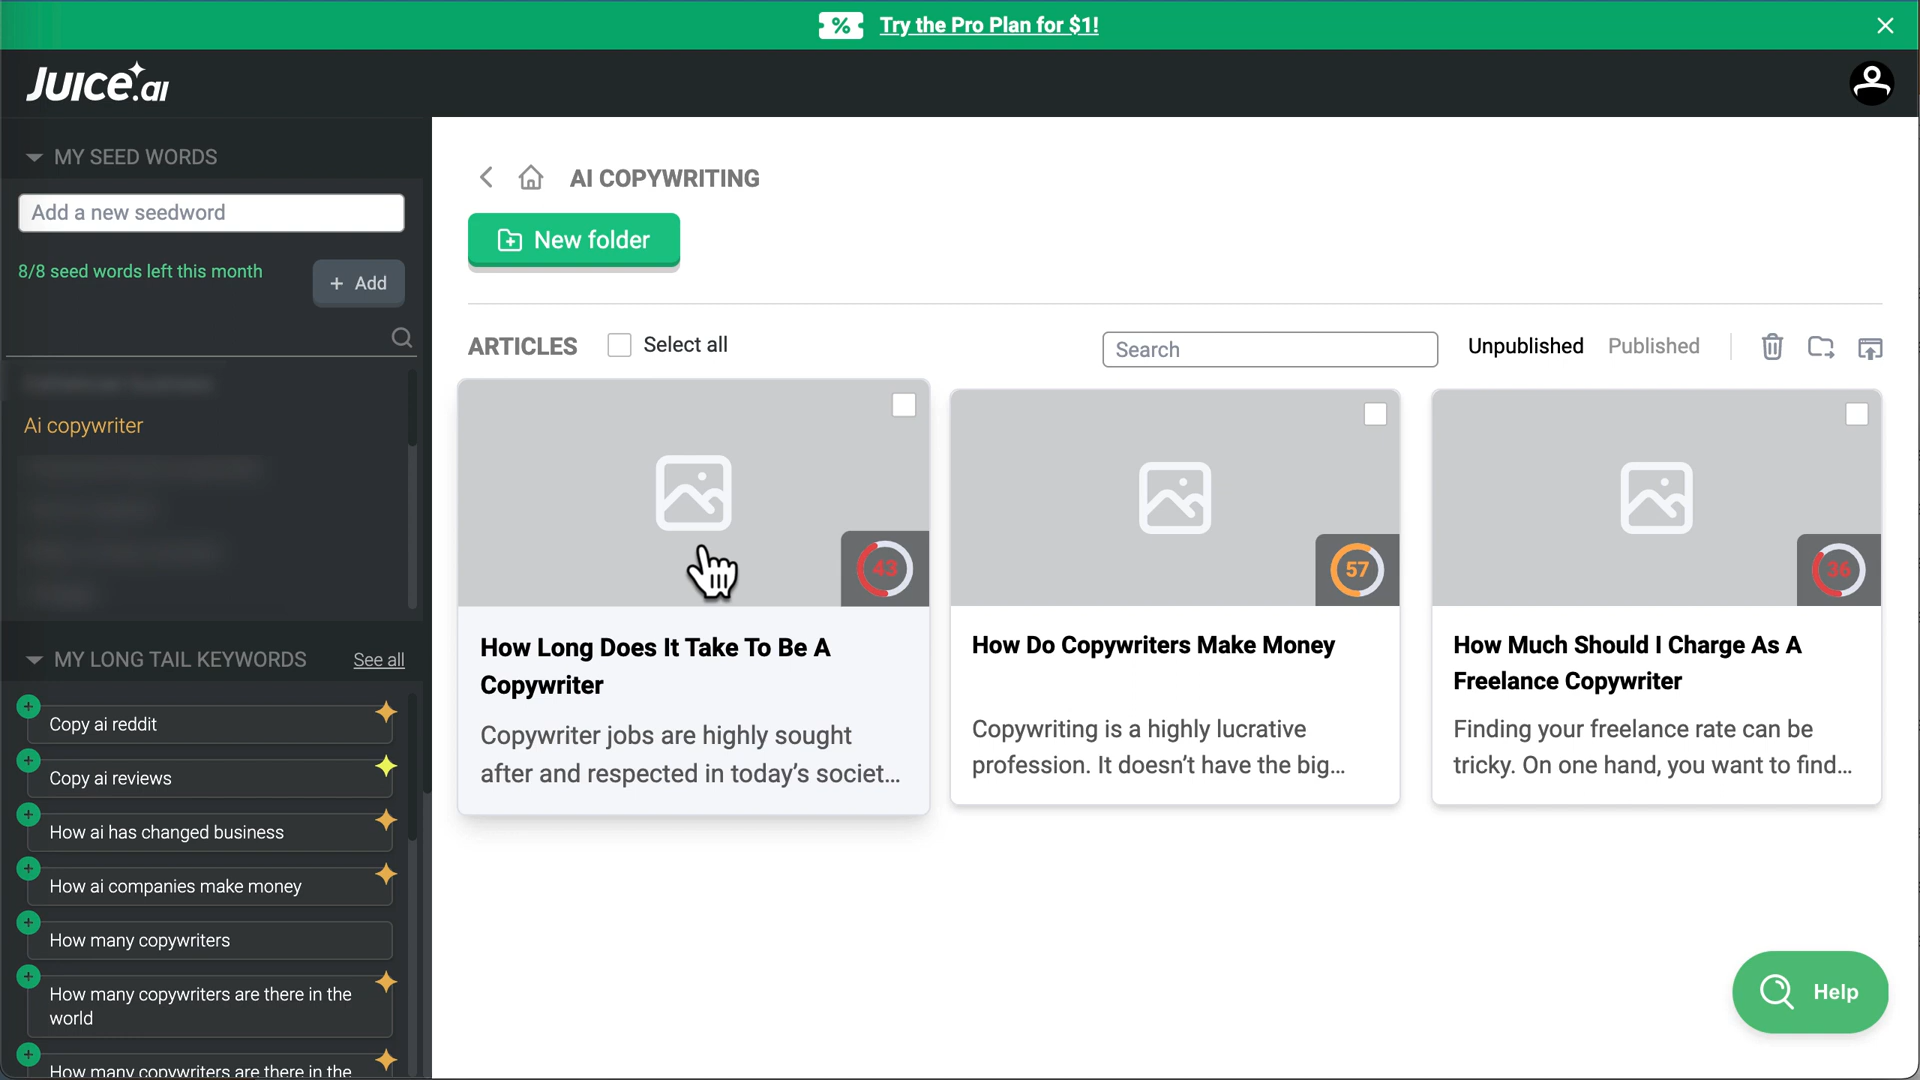 % Try the Pro Plan for $1!
JUICE.ai
MY SEED WORDS
Add a new seedword
8/8 seed words left this month
+ Add
Ai copywriter
MY LONG TAIL KEYWORDS
See all
Copy ai reddit
Copy ai reviews
How ai has changed business
How ai companies make money
How many copywriters
How many copywriters are there in the
world
How many copywriters are there in the
AI COPYWRITING
New folder
ARTICLES
Select all
Search
Unpublished
Published
43
How Long Does It Take To Be A
Copywriter
Copywriter jobs are highly sought
after and respected in today’s societ...
57
How Do Copywriters Make Money
Copywriting is a highly lucrative
profession. It doesn’t have the big...
36
How Much Should I Charge As A
Freelance Copywriter
Finding your freelance rate can be
tricky. On one hand, you want to find...
Help